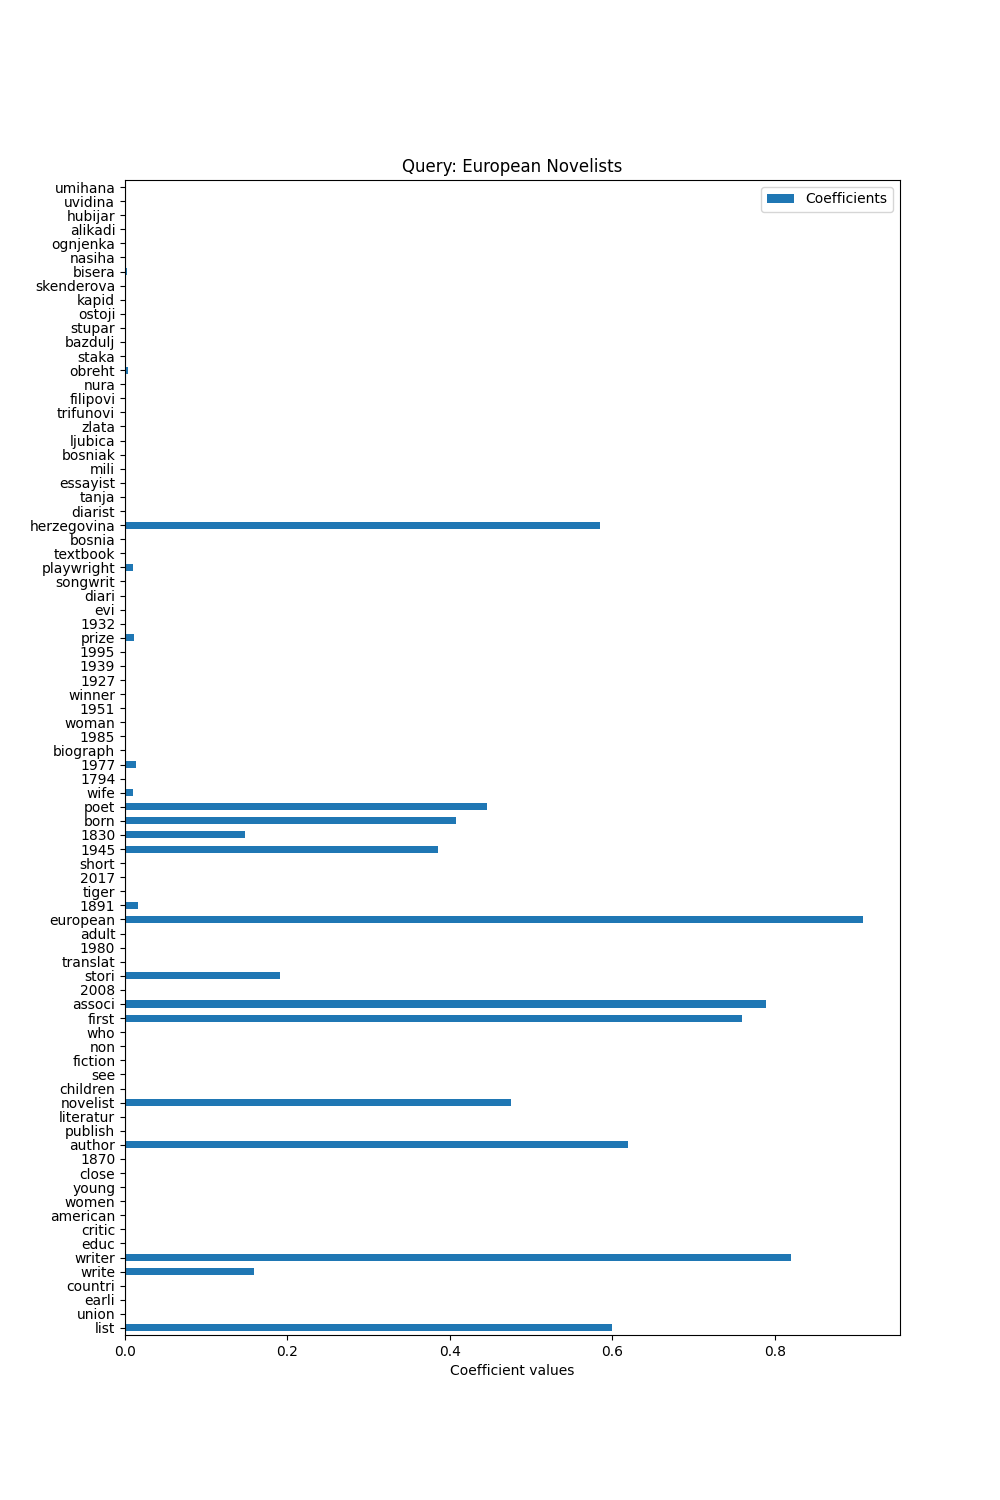 Query: European Novelists
Coefficients
umihana
uvidina
hubijar
alikadi
ognjenka
nasiha
bisera
skenderova
kapid
ostoji
stupar
bazdulj
staka
obreht
nura
filipovi
trifunovi
zlata
ljubica
bosniak
mili
essayist
tanja
diarist
herzegovina
bosnia
textbook
playwright
songwrit
diari
evi
1932
prize
1995
1939
1927
winner
1951
woman
1985
biograph
1977
1794
wife
poet
born
1830
1945
short
2017
tiger
1891
european
adult
1980
translat
stori
2008
associ
first
who
non
fiction
see
children
novelist
literatur
publish
author
1870
close
young
women
american
critic
educ
writer
write
countri
earli
union
list
0.0 0.2 0.4 0.6 0.8
Coefficient values